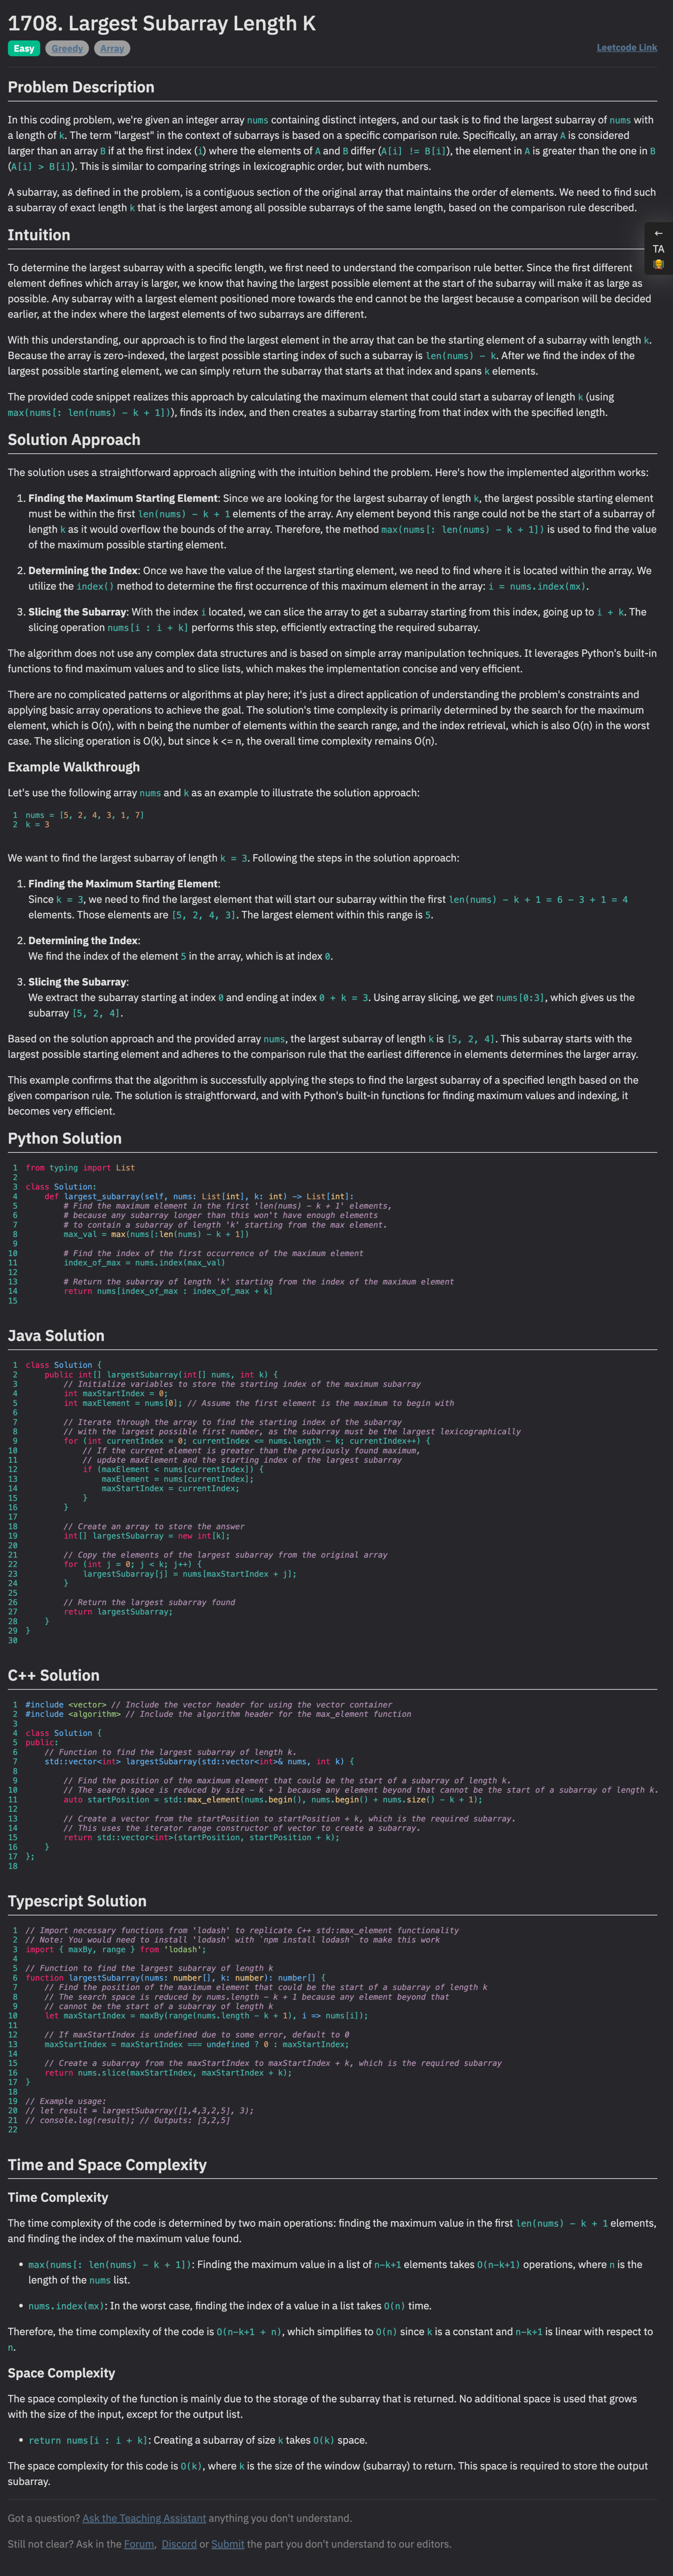 1708. Largest Subarray Length K
Easy Greedy Array Leetcode Link
Problem Description
In this coding problem, we're given an integer array nums containing distinct integers, and our task is to find the largest subarray of nums with
a length of k. The term "largest" in the context of subarrays is based on a specific comparison rule. Specifically, an array A is considered
larger than an array B if at the first index (i) where the elements of A and B differ (A[i] != B[i]), the element in A is greater than the one in B
(A[i] > B[i]). This is similar to comparing strings in lexicographic order, but with numbers.
A subarray, as defined in the problem, is a contiguous section of the original array that maintains the order of elements. We need to find such
a subarray of exact length k that is the largest among all possible subarrays of the same length, based on the comparison rule described.
←
TA
Intuition
To determine the largest subarray with a specific length, we first need to understand the comparison rule better. Since the first different
element defines which array is larger, we know that having the largest possible element at the start of the subarray will make it as large as
possible. Any subarray with a largest element positioned more towards the end cannot be the largest because a comparison will be decided
earlier, at the index where the largest elements of two subarrays are different.
With this understanding, our approach is to find the largest element in the array that can be the starting element of a subarray with length k.
Because the array is zero-indexed, the largest possible starting index of such a subarray is len(nums) - k. After we find the index of the
largest possible starting element, we can simply return the subarray that starts at that index and spans k elements.
The provided code snippet realizes this approach by calculating the maximum element that could start a subarray of length k (using
max(nums[: len(nums) - k + 1])), finds its index, and then creates a subarray starting from that index with the specified length.
Solution Approach
The solution uses a straightforward approach aligning with the intuition behind the problem. Here's how the implemented algorithm works:
1. Finding the Maximum Starting Element: Since we are looking for the largest subarray of length k, the largest possible starting element
must be within the first len(nums) - k + 1 elements of the array. Any element beyond this range could not be the start of a subarray of
length k as it would overflow the bounds of the array. Therefore, the method max(nums[: len(nums) - k + 1]) is used to find the value
of the maximum possible starting element.
2. Determining the Index: Once we have the value of the largest starting element, we need to find where it is located within the array. We
utilize the index() method to determine the first occurrence of this maximum element in the array: i = nums.index(mx).
3. Slicing the Subarray: With the index i located, we can slice the array to get a subarray starting from this index, going up to i + k. The
slicing operation nums[i : i + k] performs this step, efficiently extracting the required subarray.
The algorithm does not use any complex data structures and is based on simple array manipulation techniques. It leverages Python's built-in
functions to find maximum values and to slice lists, which makes the implementation concise and very efficient.
There are no complicated patterns or algorithms at play here; it's just a direct application of understanding the problem's constraints and
applying basic array operations to achieve the goal. The solution's time complexity is primarily determined by the search for the maximum
element, which is O(n), with n being the number of elements within the search range, and the index retrieval, which is also O(n) in the worst
case. The slicing operation is O(k), but since k <= n, the overall time complexity remains O(n).
Example Walkthrough
Let's use the following array nums and k as an example to illustrate the solution approach:
1 nums = [5, 2, 4, 3, 1, 7]
2 k = 3
We want to find the largest subarray of length k = 3. Following the steps in the solution approach:
1. Finding the Maximum Starting Element:
Since k = 3, we need to find the largest element that will start our subarray within the first len(nums) - k + 1 = 6 - 3 + 1 = 4
elements. Those elements are [5, 2, 4, 3]. The largest element within this range is 5.
2. Determining the Index:
We find the index of the element 5 in the array, which is at index 0.
3. Slicing the Subarray:
We extract the subarray starting at index 0 and ending at index 0 + k = 3. Using array slicing, we get nums[0:3], which gives us the
subarray [5, 2, 4].
Based on the solution approach and the provided array nums, the largest subarray of length k is [5, 2, 4]. This subarray starts with the
largest possible starting element and adheres to the comparison rule that the earliest difference in elements determines the larger array.
This example confirms that the algorithm is successfully applying the steps to find the largest subarray of a specified length based on the
given comparison rule. The solution is straightforward, and with Python's built-in functions for finding maximum values and indexing, it
becomes very efficient.
Python Solution
1 from typing import List
2
3 class Solution:
4 def largest_subarray(self, nums: List[int], k: int) -> List[int]:
5 # Find the maximum element in the first 'len(nums) - k + 1' elements,
6 # because any subarray longer than this won't have enough elements
7 # to contain a subarray of length 'k' starting from the max element.
8 max_val = max(nums[:len(nums) - k + 1])
9
10 # Find the index of the first occurrence of the maximum element
11 index_of_max = nums.index(max_val)
12
13 # Return the subarray of length 'k' starting from the index of the maximum element
14 return nums[index_of_max : index_of_max + k]
15
Java Solution
1 class Solution {
2 public int[] largestSubarray(int[] nums, int k) {
3 // Initialize variables to store the starting index of the maximum subarray
4 int maxStartIndex = 0;
5 int maxElement = nums[0]; // Assume the first element is the maximum to begin with
6
7 // Iterate through the array to find the starting index of the subarray
8 // with the largest possible first number, as the subarray must be the largest lexicographically
9 for (int currentIndex = 0; currentIndex <= nums.length - k; currentIndex++) {
10 // If the current element is greater than the previously found maximum,
11 // update maxElement and the starting index of the largest subarray
12 if (maxElement < nums[currentIndex]) {
13 maxElement = nums[currentIndex];
14 maxStartIndex = currentIndex;
15 }
16 }
17
18 // Create an array to store the answer
19 int[] largestSubarray = new int[k];
20
21 // Copy the elements of the largest subarray from the original array
22 for (int j = 0; j < k; j++) {
23 largestSubarray[j] = nums[maxStartIndex + j];
24 }
25
26 // Return the largest subarray found
27 return largestSubarray;
28 }
29 }
30
C++ Solution
1 #include <vector> // Include the vector header for using the vector container
2 #include <algorithm> // Include the algorithm header for the max_element function
3
4 class Solution {
5 public:
6 // Function to find the largest subarray of length k.
7 std::vector<int> largestSubarray(std::vector<int>& nums, int k) {
8
9 // Find the position of the maximum element that could be the start of a subarray of length k.
10 // The search space is reduced by size - k + 1 because any element beyond that cannot be the start of a subarray of length k.
11 auto startPosition = std::max_element(nums.begin(), nums.begin() + nums.size() - k + 1);
12
13 // Create a vector from the startPosition to startPosition + k, which is the required subarray.
14 // This uses the iterator range constructor of vector to create a subarray.
15 return std::vector<int>(startPosition, startPosition + k);
16 }
17 };
18
Typescript Solution
1 // Import necessary functions from 'lodash' to replicate C++ std::max_element functionality
2 // Note: You would need to install 'lodash' with `npm install lodash` to make this work
3 import { maxBy, range } from 'lodash';
4
5 // Function to find the largest subarray of length k
6 function largestSubarray(nums: number[], k: number): number[] {
7 // Find the position of the maximum element that could be the start of a subarray of length k
8 // The search space is reduced by nums.length - k + 1 because any element beyond that
9 // cannot be the start of a subarray of length k
10 let maxStartIndex = maxBy(range(nums.length - k + 1), i => nums[i]);
11
12 // If maxStartIndex is undefined due to some error, default to 0
13 maxStartIndex = maxStartIndex === undefined ? 0 : maxStartIndex;
14
15 // Create a subarray from the maxStartIndex to maxStartIndex + k, which is the required subarray
16 return nums.slice(maxStartIndex, maxStartIndex + k);
17 }
18
19 // Example usage:
20 // let result = largestSubarray([1,4,3,2,5], 3);
21 // console.log(result); // Outputs: [3,2,5]
22
Time and Space Complexity
Time Complexity
The time complexity of the code is determined by two main operations: finding the maximum value in the first len(nums) - k + 1 elements,
and finding the index of the maximum value found.
• max(nums[: len(nums) - k + 1]): Finding the maximum value in a list of n-k+1 elements takes O(n-k+1) operations, where n is the
length of the nums list.
• nums.index(mx): In the worst case, finding the index of a value in a list takes O(n) time.
Therefore, the time complexity of the code is O(n-k+1 + n), which simplifies to O(n) since k is a constant and n-k+1 is linear with respect to
n.
Space Complexity
The space complexity of the function is mainly due to the storage of the subarray that is returned. No additional space is used that grows
with the size of the input, except for the output list.
• return nums[i : i + k]: Creating a subarray of size k takes O(k) space.
The space complexity for this code is O(k), where k is the size of the window (subarray) to return. This space is required to store the output
subarray.
Got a question? Ask the Teaching Assistant anything you don't understand.
Still not clear? Ask in the Forum, Discord or Submit the part you don't understand to our editors.